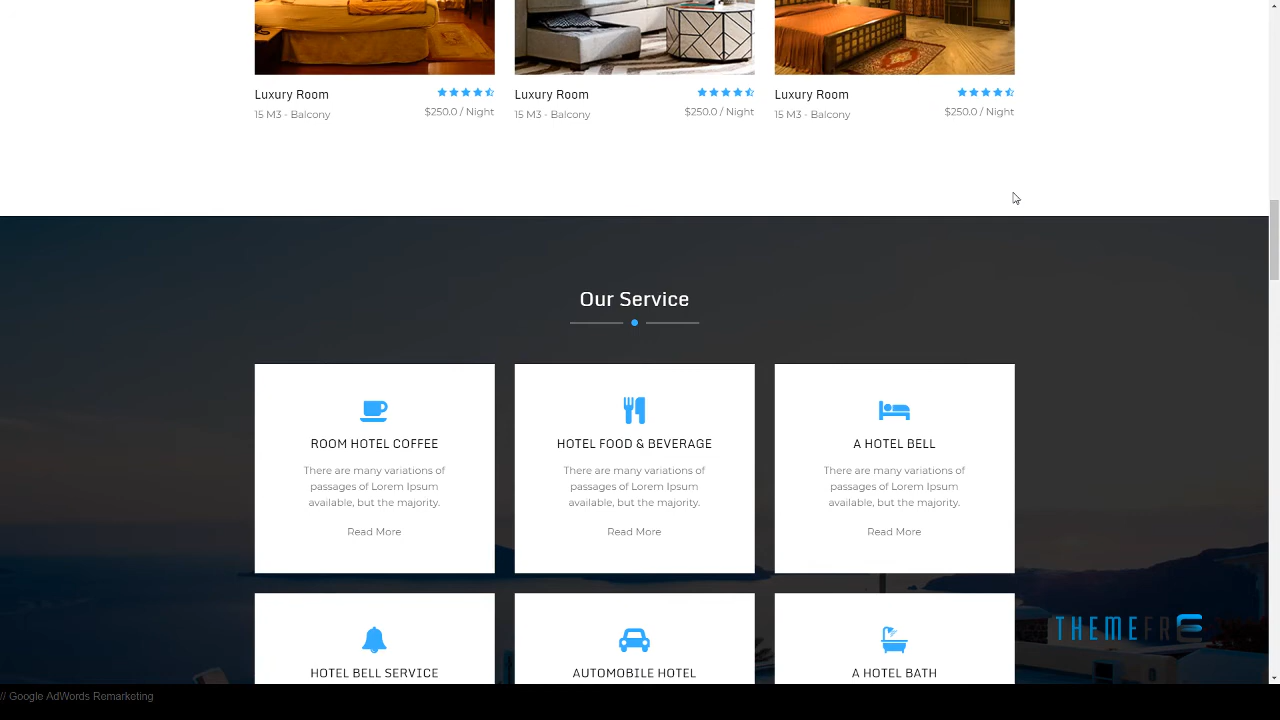 Luxury Room
15 M3 - Balcony
$250.0 / Night
Luxury Room
15 M3 - Balcony
$250.0 / Night
Luxury Room
15 M3 - Balcony
$250.0 / Night
Our Service
ROOM HOTEL COFFEE
There are many variations of
passages of Lorem Ipsum
available, but the majority.
Read More
HOTEL FOOD & BEVERAGE
There are many variations of
passages of Lorem Ipsum
available, but the majority.
Read More
A HOTEL BELL
There are many variations of
passages of Lorem Ipsum
available, but the majority.
Read More
HOTEL BELL SERVICE
AUTOMOBILE HOTEL
A HOTEL BATH
THEMEFRE
// Google AdWords Remarketing